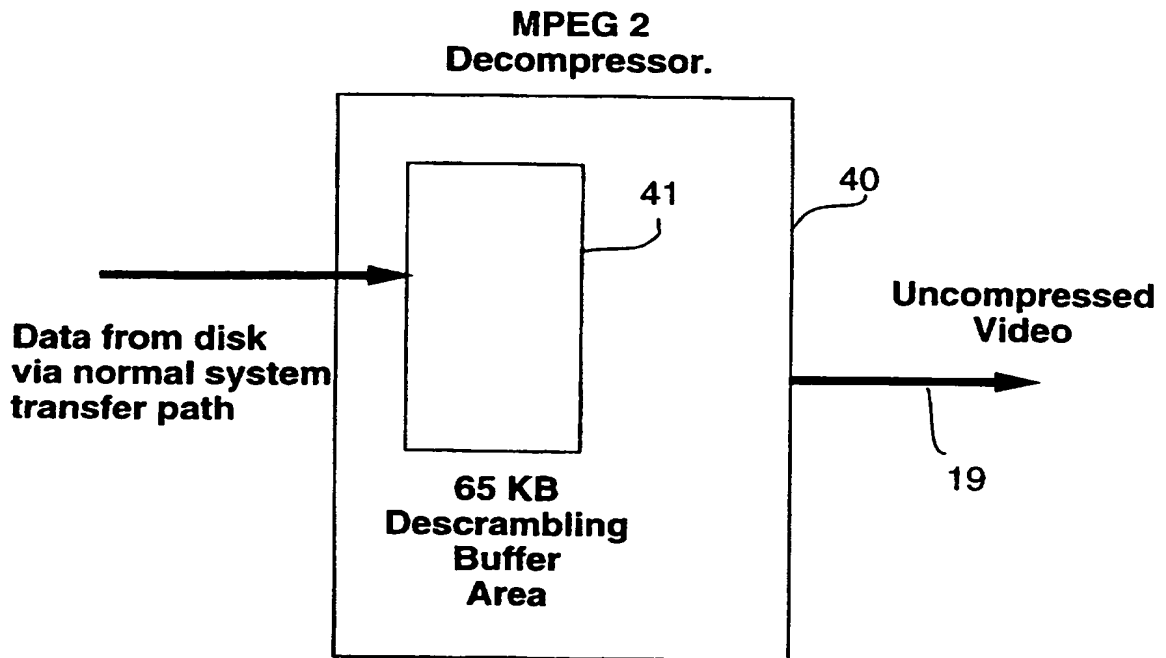 MPEG 2
Decompressor.
41
40
Data from disk
via normal system
transfer path
Uncompressed
Video
19
65 KB
Descrambling
Buffer
Area